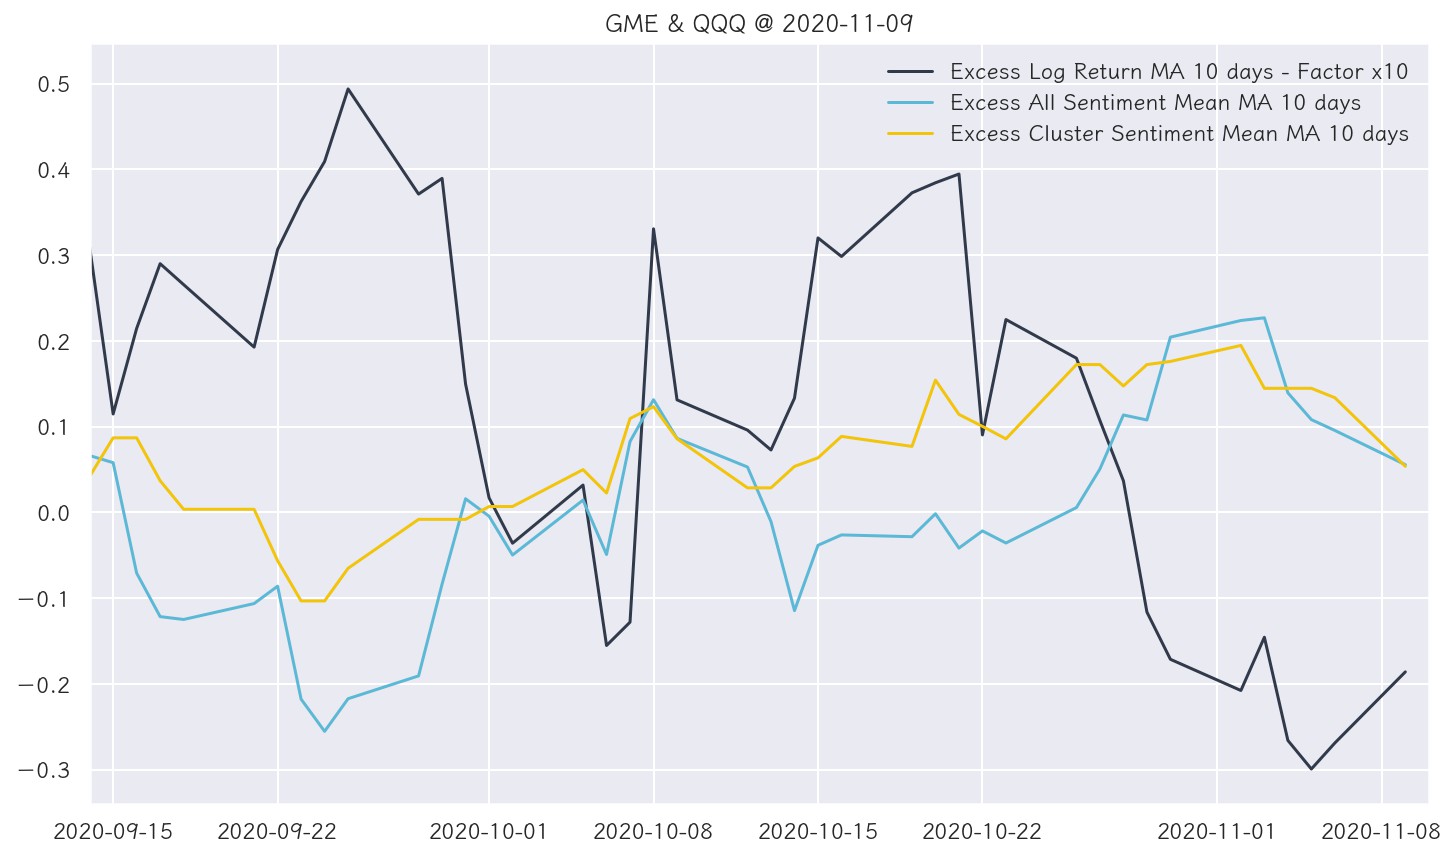 GME & QQQ @ 2020-11-09
Excess Log Return MA 10 days - Factor x10
Excess All Sentiment Mean MA 10 days
Excess Cluster Sentiment Mean MA 10 days
0.5
0.4
0.3
0.2
0.1
0.0
−0.1
−0.2
−0.3
2020-09-15 2020-09-22 2020-10-01 2020-10-08 2020-10-15 2020-10-22 2020-11-01 2020-11-08